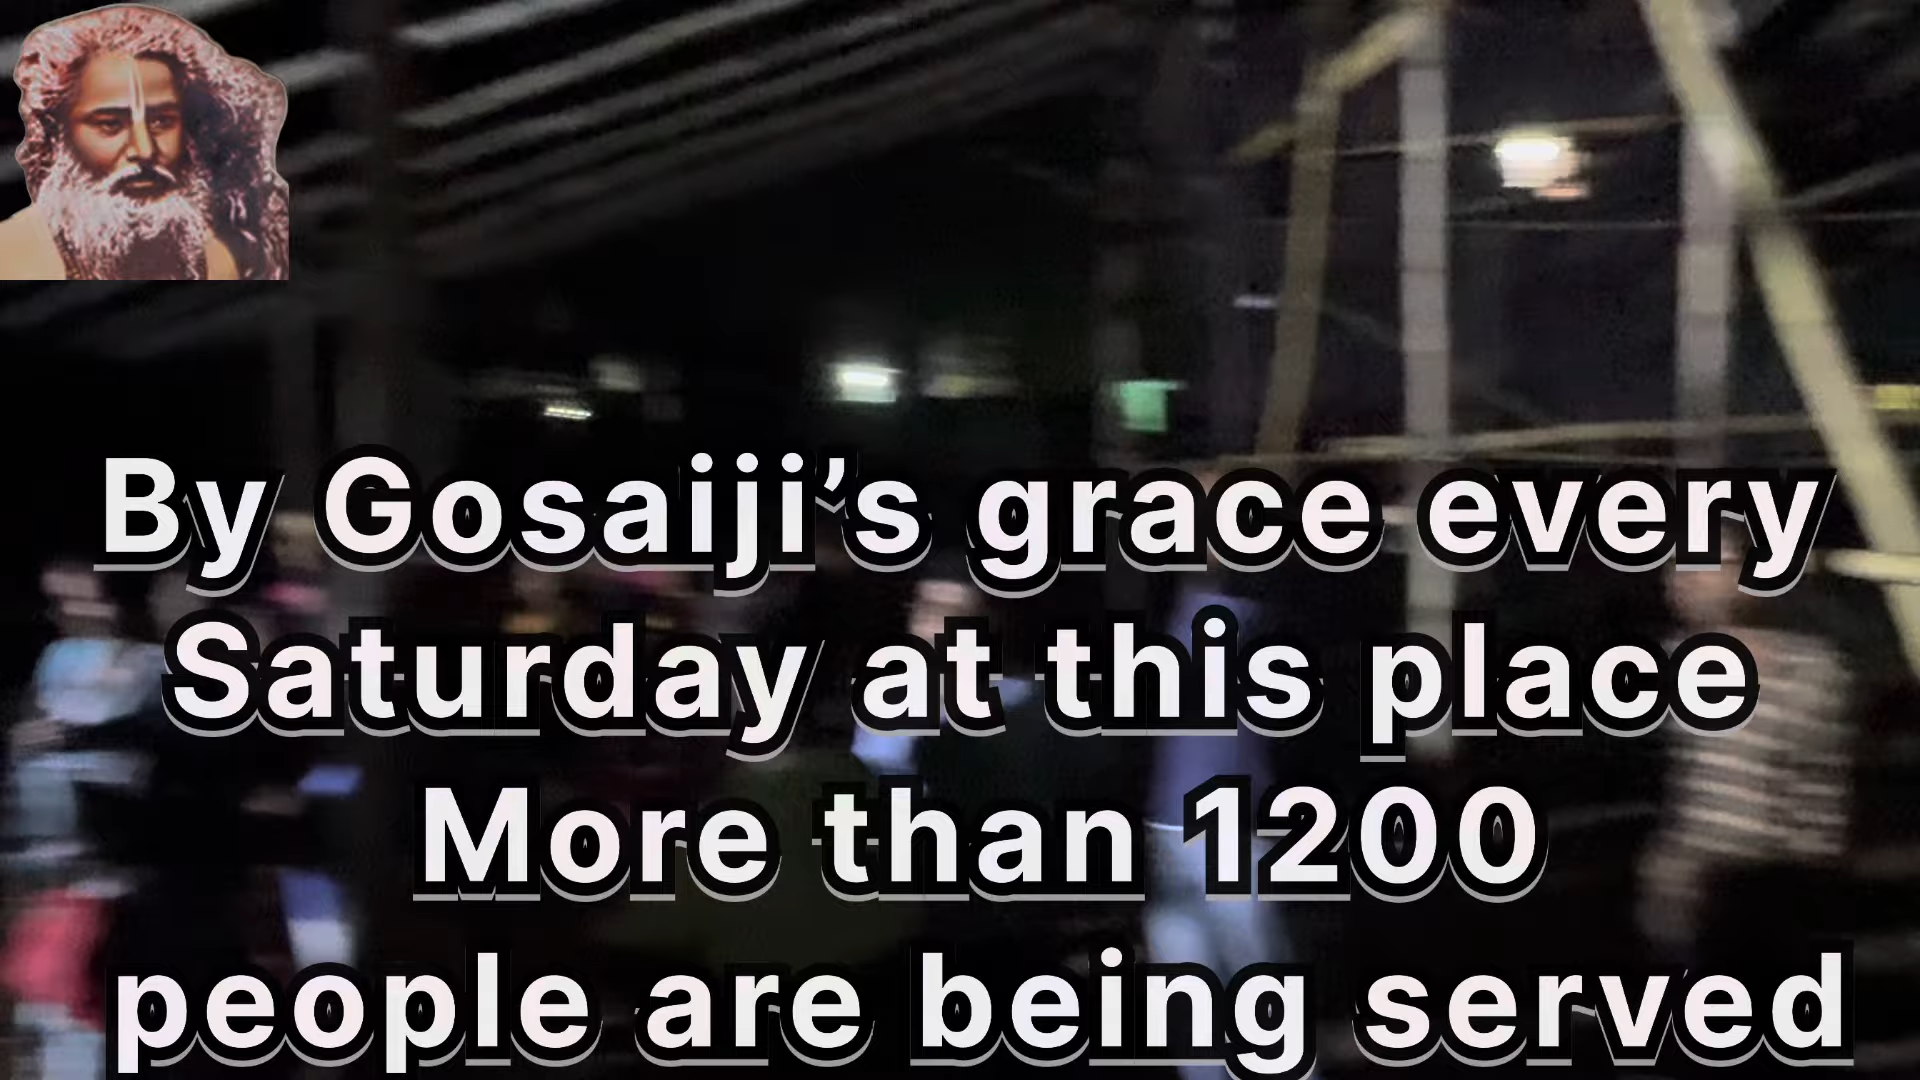 By Gosaiji’s grace every
Saturday at this place
More than 1200
people are being served